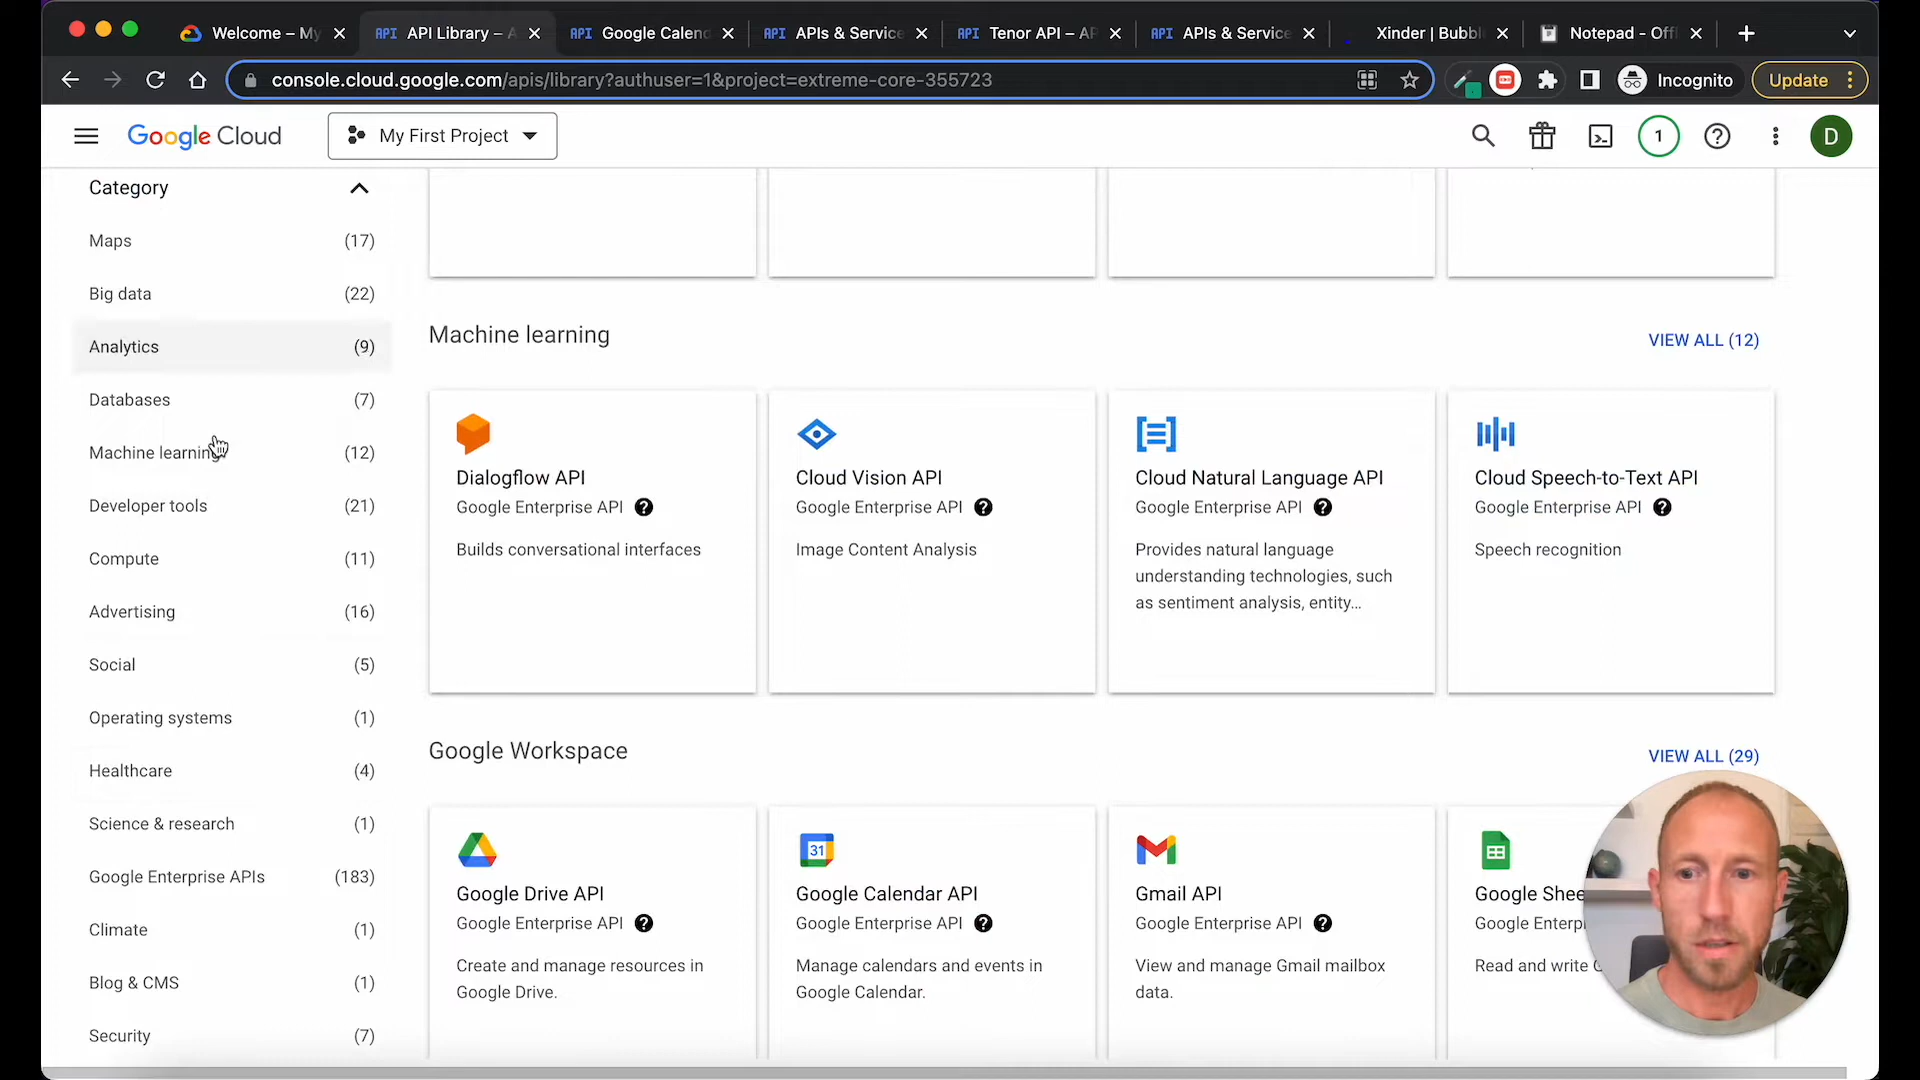 Welcome – My
API Library – A
Google Calend
APIs & Service
Tenor API – AP
APIs & Service
Xinder | Bubbl
Notepad - Offl
console.cloud.google.com/apis/library?authuser=1&project=extreme-core-355723
Incognito
Update
Google Cloud
My First Project
1
D
Category
Maps (17)
Big data (22)
Analytics (9)
Databases (7)
Machine learning (12)
Developer tools (21)
Compute (11)
Advertising (16)
Social (5)
Operating systems (1)
Healthcare (4)
Science & research (1)
Google Enterprise APIs (183)
Climate (1)
Blog & CMS (1)
Security (7)
Machine learning
VIEW ALL (12)
Dialogflow API
Google Enterprise API
Builds conversational interfaces
Cloud Vision API
Google Enterprise API
Image Content Analysis
Cloud Natural Language API
Google Enterprise API
Provides natural language
understanding technologies, such
as sentiment analysis, entity...
Cloud Speech-to-Text API
Google Enterprise API
Speech recognition
Google Workspace
VIEW ALL (29)
Google Drive API
Google Enterprise API
Create and manage resources in
Google Drive.
31
Google Calendar API
Google Enterprise API
Manage calendars and events in
Google Calendar.
Gmail API
Google Enterprise API
View and manage Gmail mailbox
data.
Google Shee
Google Enterp
Read and write